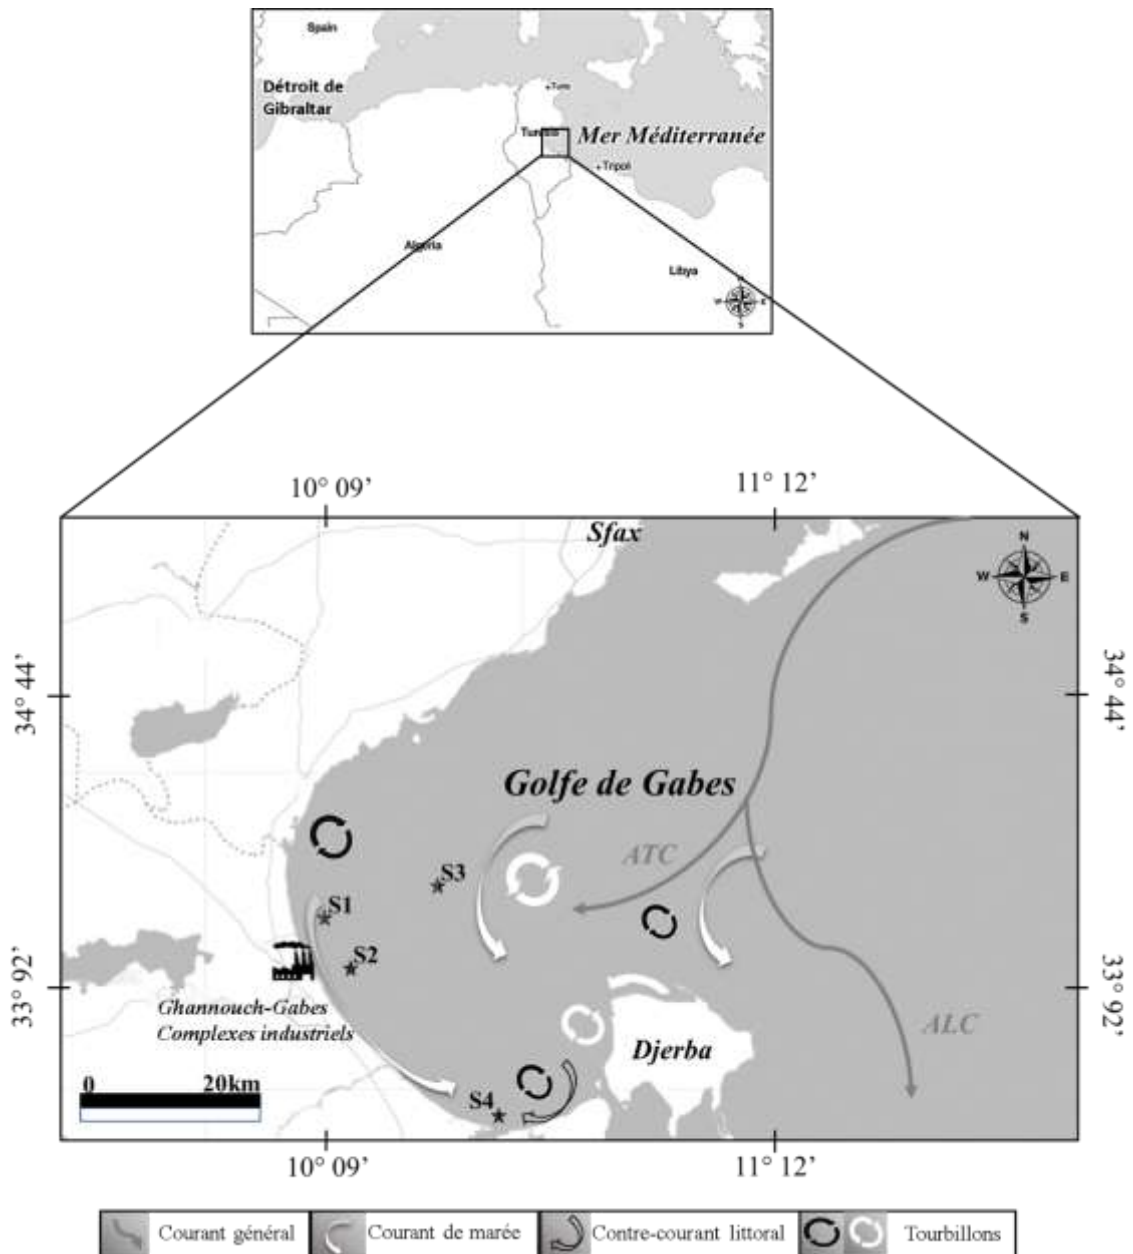 Spain
Détroit de
Gibraltar
Tunis
Tunisia
Mer Méditerranée
Tripoli
Algeria
Libya
N
W E
S
10° 09’ 11° 12’
Sfax
N
W E
S
34° 44’ 34° 44’
Golfe de Gabes
ATC
S3
S1
S2
33° 92’ 33° 92’
Ghannouch-Gabes
Complexes industriels
ALC
Djerba
0 20km
S4
10° 09’ 11° 12’
Courant général Courant de marée Contre-courant littoral Tourbillons